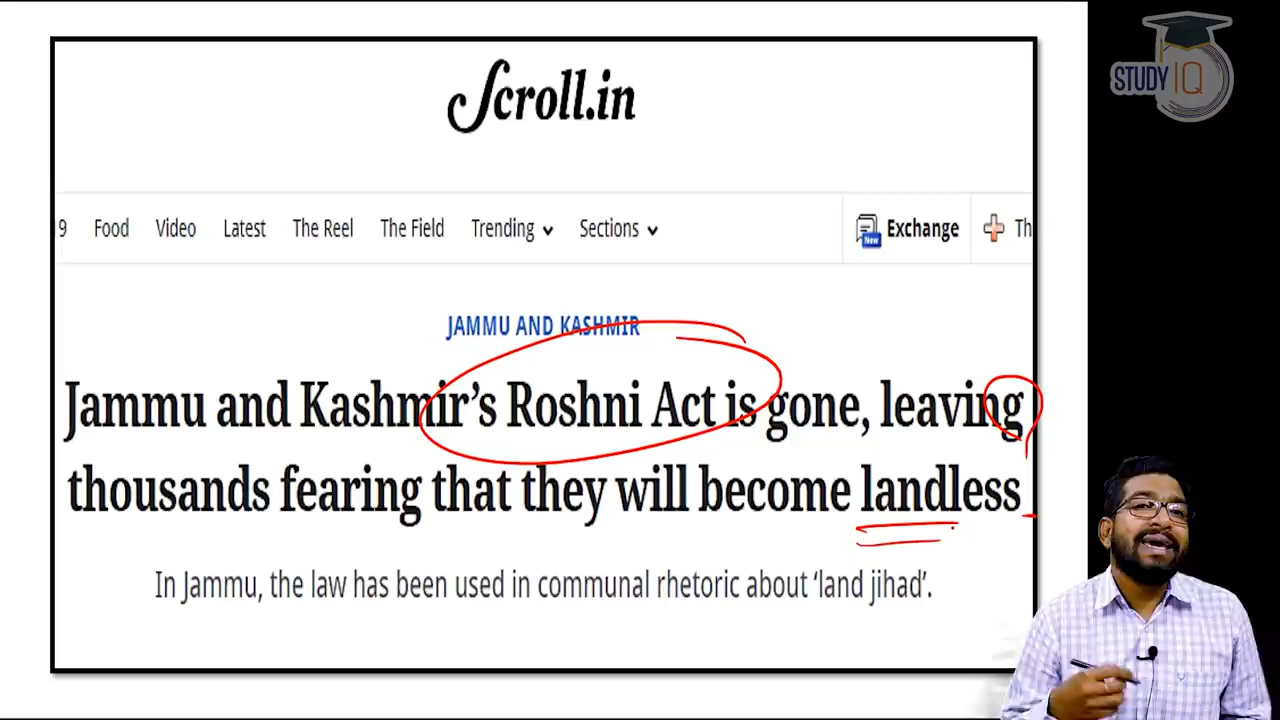 STUDY IQ
Scroll.in
9 Food Video Latest The Reel The Field Trending Sections Exchange Th
New
JAMMU AND KASHMIR
Jammu and Kashmir's Roshni Act is gone, leaving
thousands fearing that they will become landless
In Jammu, the law has been used in communal rhetoric about ‘land jihad’.